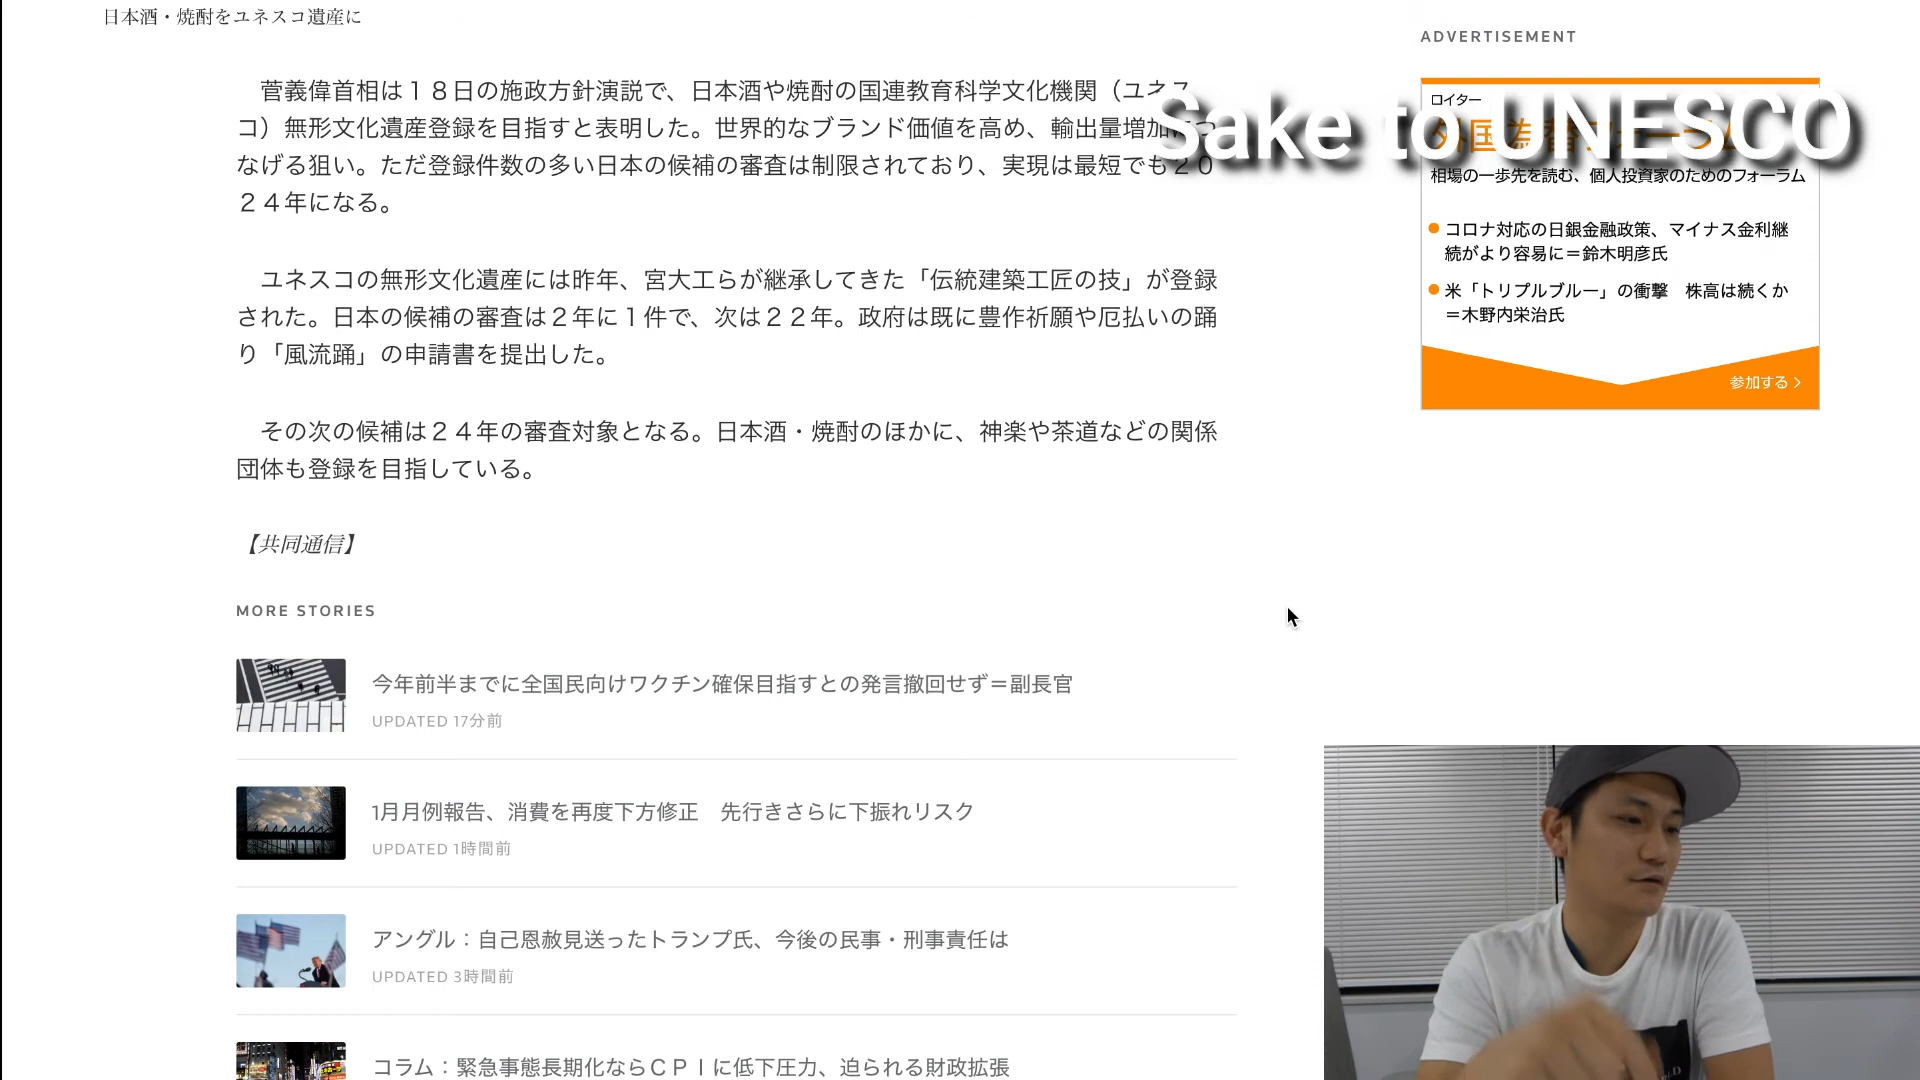 日本酒・焼酎をユネスコ遺産に
菅義偉首相は１８日の施政方針演説で、日本酒や焼酎の国連教育科学文化機関（ユネス
コ）無形文化遺産登録を目指すと表明した。世界的なブランド価値を高め、輸出量増加につ
なげる狙い。ただ登録件数の多い日本の候補の審査は制限されており、実現は最短でも２０
２４年になる。
ユネスコの無形文化遺産には昨年、宮大工らが継承してきた「伝統建築工匠の技」が登録
された。日本の候補の審査は２年に１件で、次は２２年。政府は既に豊作祈願や厄払いの踊
り「風流踊」の申請書を提出した。
その次の候補は２４年の審査対象となる。日本酒・焼酎のほかに、神楽や茶道などの関係
団体も登録を目指している。
【共同通信】
MORE STORIES
今年前半までに全国民向けワクチン確保目指すとの発言撤回せず＝副長官
UPDATED 17分前
1月月例報告、消費を再度下方修正　先行きさらに下振れリスク
UPDATED 1時間前
アングル：自己恩赦見送ったトランプ氏、今後の民事・刑事責任は
UPDATED 3時間前
コラム：緊急事態長期化ならＣＰＩに低下圧力、迫られる財政拡張
ADVERTISEMENT
ロイター
Sake to UNESCO
相場の一歩先を読む、個人投資家のためのフォーラム
コロナ対応の日銀金融政策、マイナス金利継
続がより容易に＝鈴木明彦氏
米「トリプルブルー」の衝撃　株高は続くか
＝木野内栄治氏
参加する